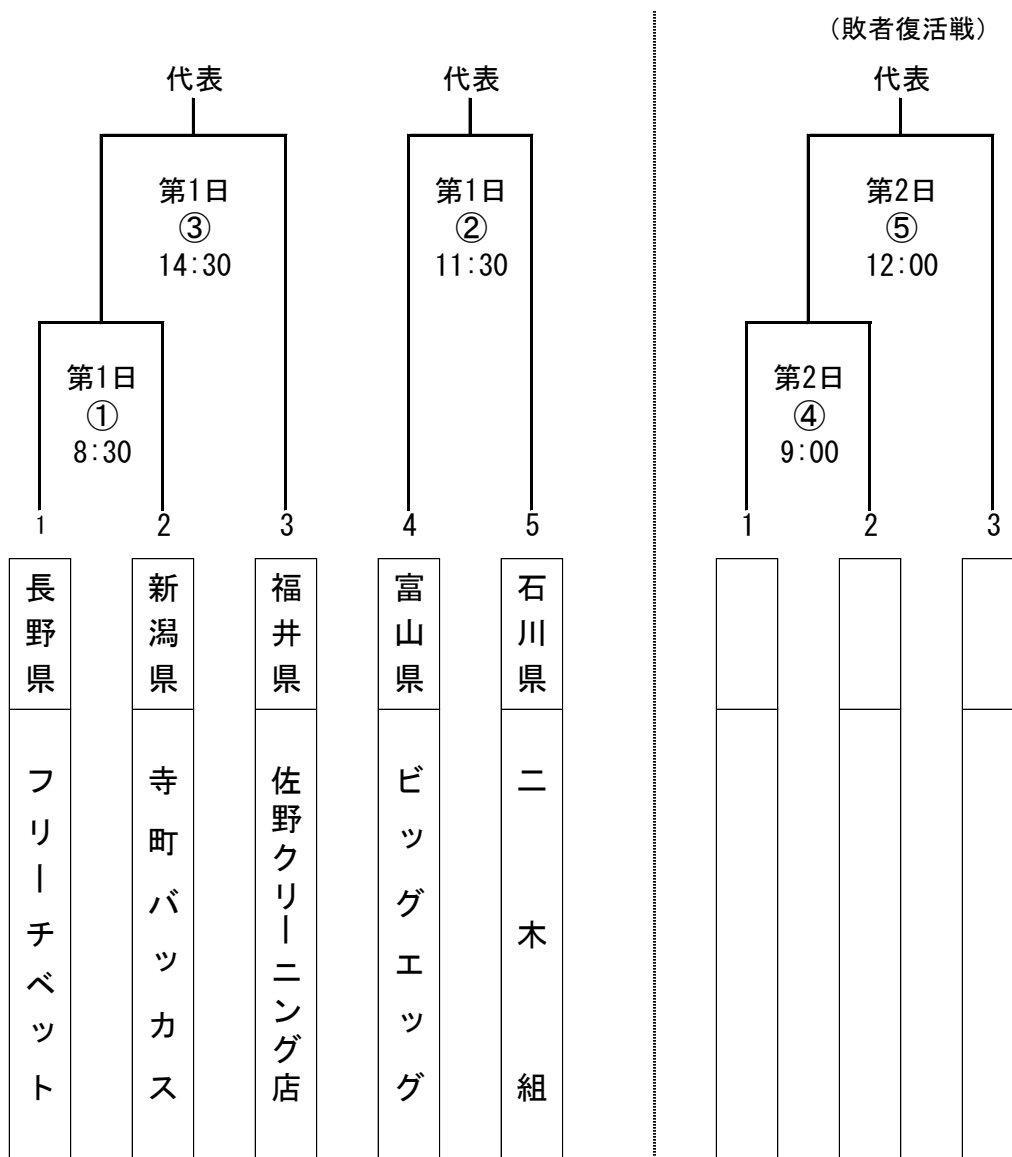 (敗者復活戦)
代表
代表
代表
第1日
③
14:30
第1日
②
11:30
第2日
⑤
12:00
第1日
①
8:30
第2日
④
9:00
1
2
3
4
5
1
2
3
長野県
新潟県
福井県
富山県
石川県
フリーチベット
寺町バッカス
佐野クリーニング店
ビッグエッグ
二木組